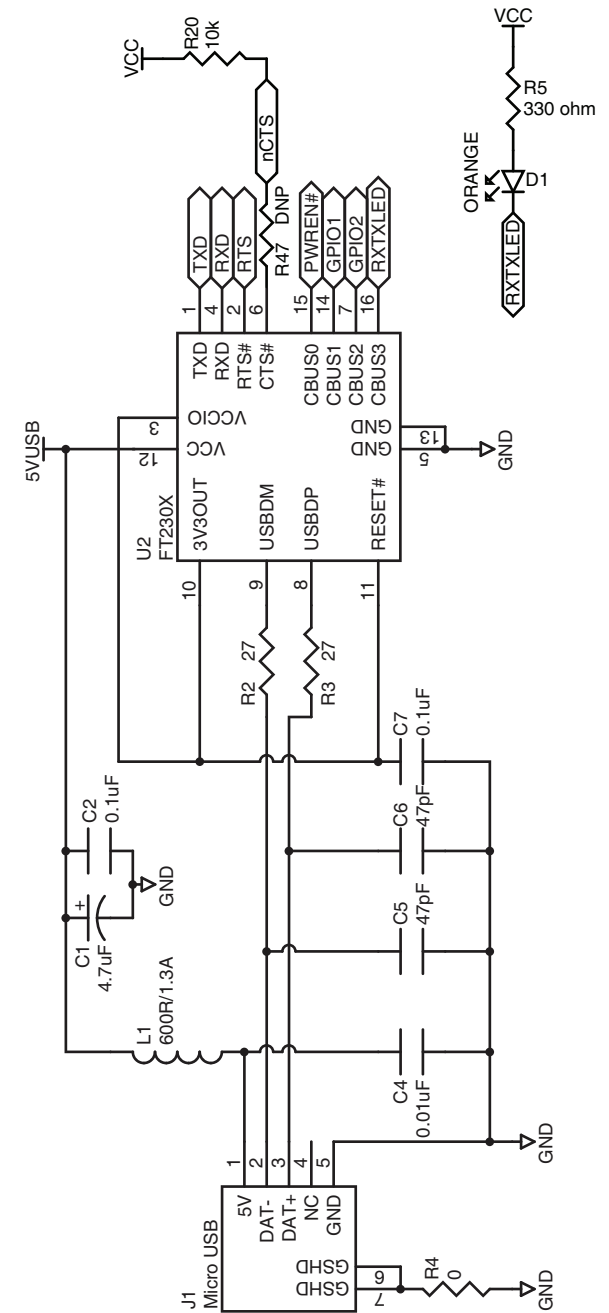 VCC
R20
10k
nCTS
R47
DNP
TXD
RXD
RTS
PWREN#
GPIO1
GPIO2
RXTXLED
1
4
2
6
15
14
7
16
TXD
RXD
RTS#
CTS#
CBUS0
CBUS1
CBUS2
CBUS3
VCC
R5
330 ohm
ORANGE
D1
RXTXLED
5VUSB
3
VCCIO
12
VCC
GND
13
GND
5
GND
U2
FT230X
3V3OUT
USBDM
USBDP
RESET#
10
9
8
11
R2
27
R3
27
C7
0.1uF
C6
47pF
C5
47pF
C4
0.01uF
C2
0.1uF
C1
+
4.7uF
GND
L1
600R/1.3A
GND
1
2
3
4
5
5V
DAT-
DAT+
NC
GND
J1
Micro USB
GSHD
6
GSHD
7
R4
0
GND